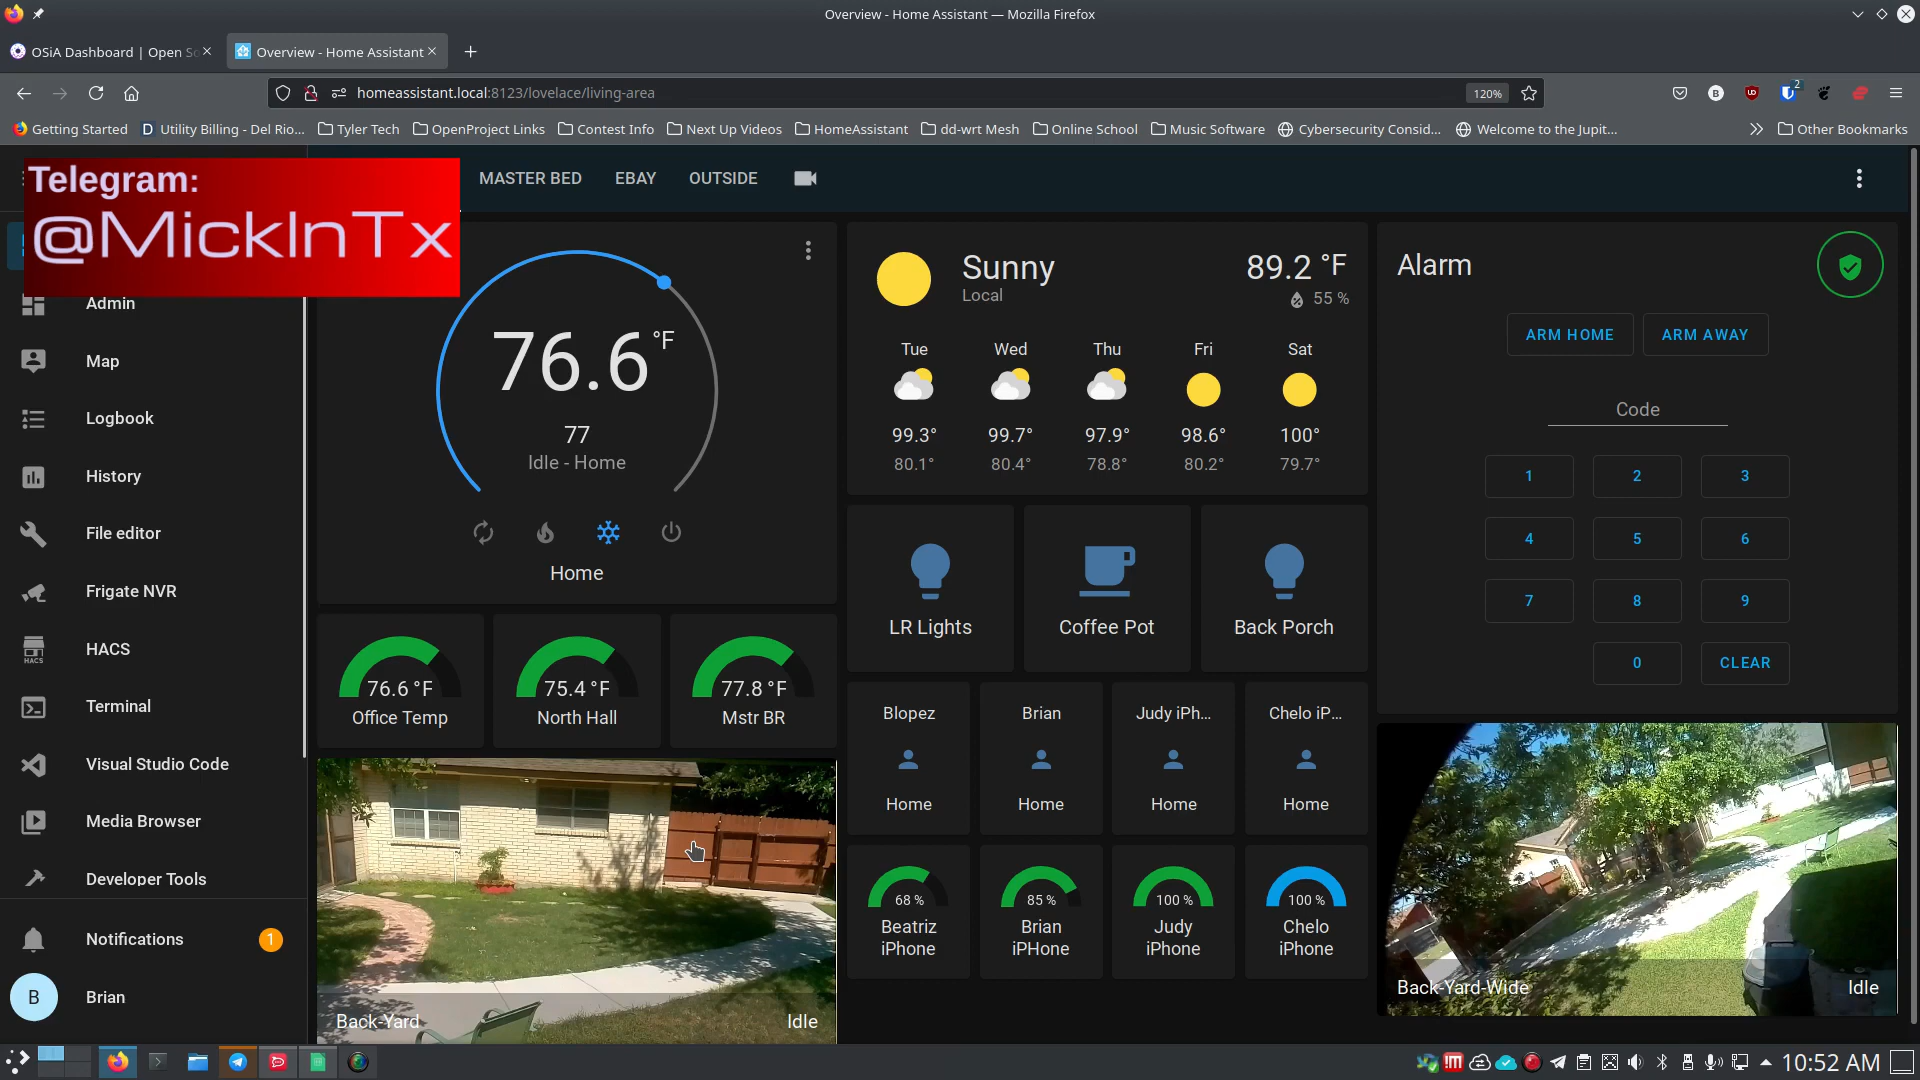 Overview - Home Assistant — Mozilla Firefox
OSiA Dashboard | Open So
Overview - Home Assistant
homeassistant.local:8123/lovelace/living-area
120%
2
Getting Started
Utility Billing - Del Rio...
Tyler Tech
OpenProject Links
Contest Info
Next Up Videos
HomeAssistant
dd-wrt Mesh
Online School
Music Software
Cybersecurity Consid...
Welcome to the Jupit...
Other Bookmarks
Telegram:
@MickInTx
MASTER BED
EBAY
OUTSIDE
Admin
Map
Logbook
History
File editor
Frigate NVR
HACS
HACS
Terminal
Visual Studio Code
Media Browser
Developer Tools
Notifications
1
B
Brian
76.6 °F
77
Idle - Home
Home
76.6 °F
Office Temp
75.4 °F
North Hall
77.8 °F
Mstr BR
Back-Yard
Idle
Sunny
Local
89.2 °F
55 %
Tue Wed Thu Fri Sat
99.3° 99.7° 97.9° 98.6° 100°
80.1° 80.4° 78.8° 80.2° 79.7°
LR Lights
Coffee Pot
Back Porch
Blopez
Home
Brian
Home
Judy iPh...
Home
Chelo iP...
Home
68 %
Beatriz
iPhone
85 %
Brian
iPHone
100 %
Judy
iPhone
100 %
Chelo
iPhone
Alarm
ARM HOME
ARM AWAY
Code
1 2 3
4 5 6
7 8 9
0 CLEAR
Back-Yard-Wide
Idle
10:52 AM